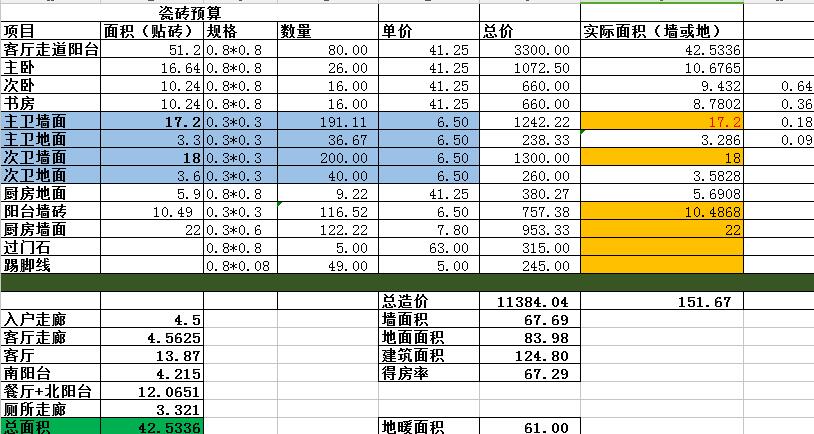 瓷砖预算
项目 面积（贴砖） 规格 数量 单价 总价 实际面积（墙或地）
客厅走道阳台 51.2 0.8*0.8 80.00 41.25 3300.00 42.5336
主卧 16.64 0.8*0.8 26.00 41.25 1072.50 10.6765
次卧 10.24 0.8*0.8 16.00 41.25 660.00 9.432 0.64
书房 10.24 0.8*0.8 16.00 41.25 660.00 8.7802 0.36
主卫墙面 17.2 0.3*0.3 191.11 6.50 1242.22 17.2 0.18
主卫地面 3.3 0.3*0.3 36.67 6.50 238.33 3.286 0.09
次卫墙面 18 0.3*0.3 200.00 6.50 1300.00 18
次卫地面 3.6 0.3*0.3 40.00 6.50 260.00 3.5828
厨房地面 5.9 0.8*0.8 9.22 41.25 380.27 5.6908
阳台墙砖 10.49 0.3*0.3 116.52 6.50 757.38 10.4868
厨房墙面 22 0.3*0.6 122.22 7.80 953.33 22
过门石 0.8*0.8 5.00 63.00 315.00
踢脚线 0.8*0.08 49.00 5.00 245.00
总造价 11384.04 151.67
入户走廊 4.5 墙面积 67.69
客厅走廊 4.5625 地面面积 83.98
客厅 13.87 建筑面积 124.80
南阳台 4.215 得房率 67.29
餐厅+北阳台 12.0651
厕所走廊 3.321
总面积 42.5336 地暖面积 61.00